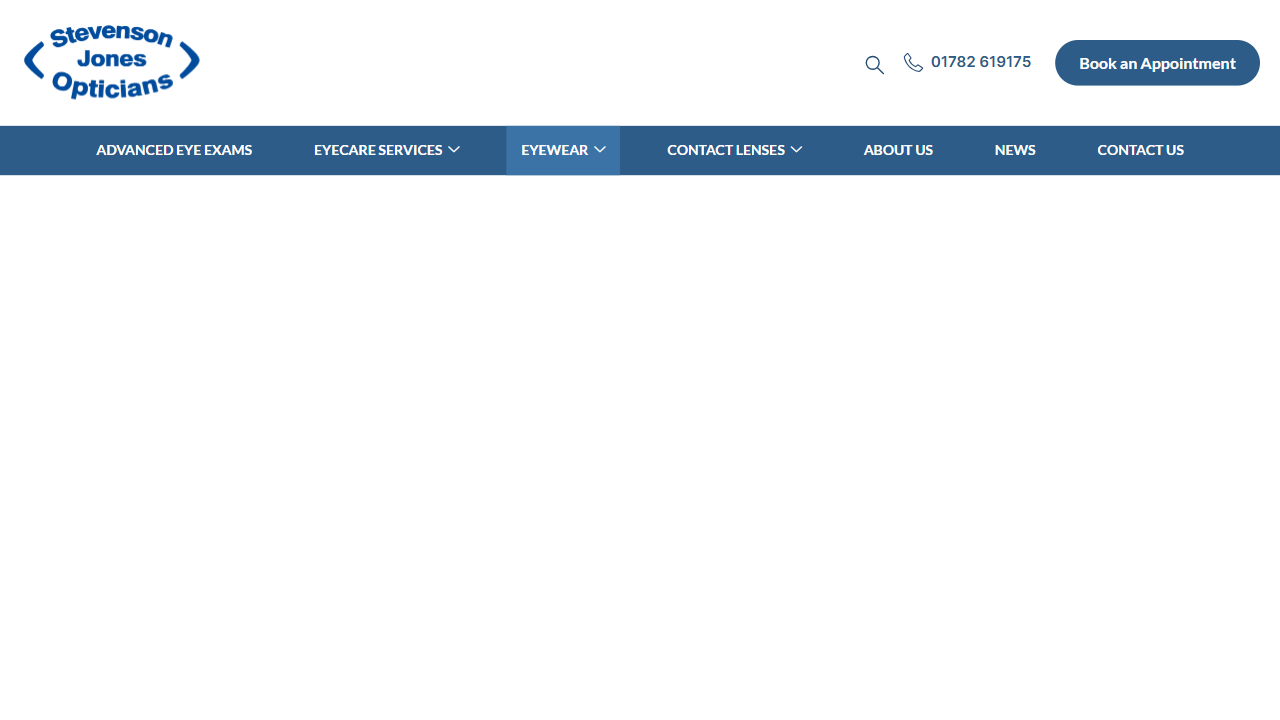 Stevenson
Jones
Opticians
01782 619175
Book an Appointment
ADVANCED EYE EXAMS
EYECARE SERVICES
EYEWEAR
CONTACT LENSES
ABOUT US
NEWS
CONTACT US